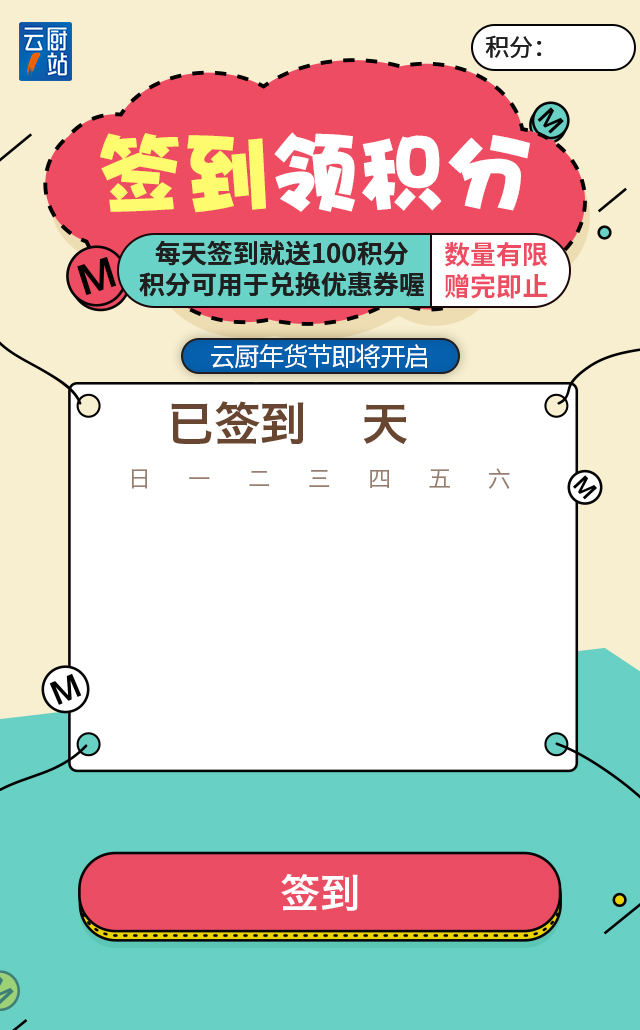 云厨站
积分：
签到领积分
M
M
每天签到就送100积分
积分可用于兑换优惠券喔
数量有限
赠完即止
云厨年货节即将开启
已签到 天
日 一 二 三 四 五 六
M
M
签到
M